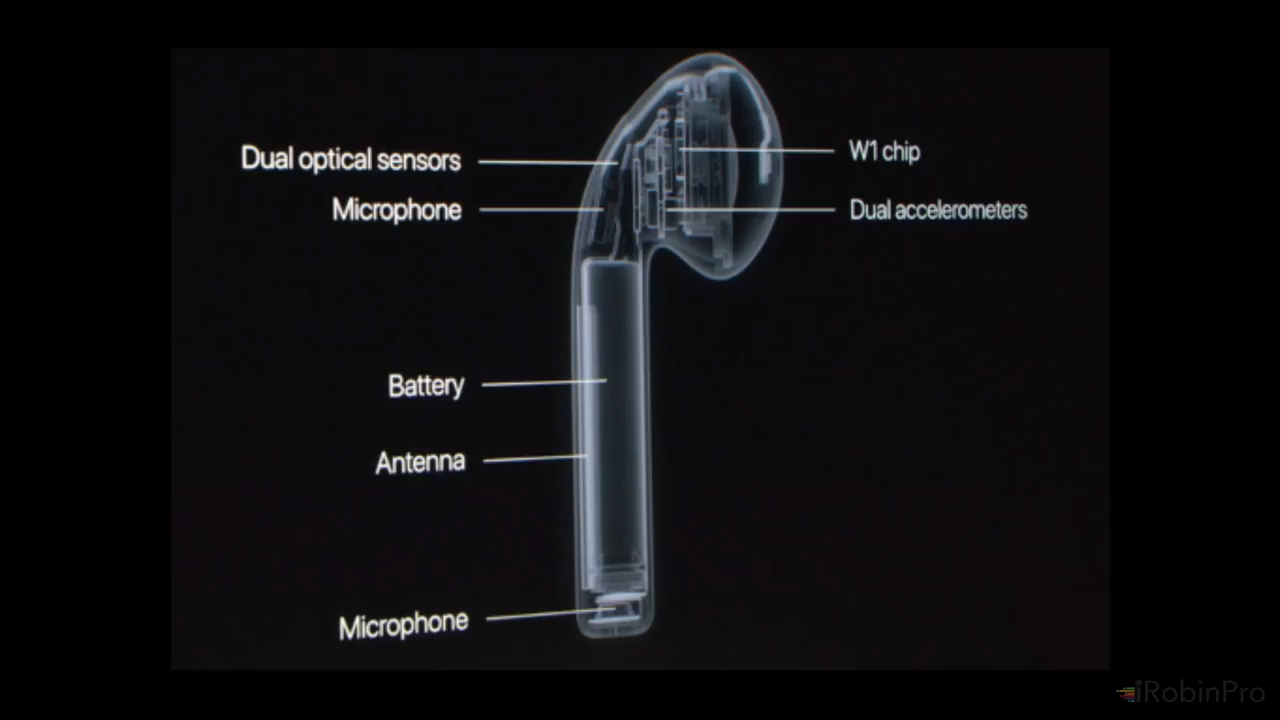 Dual optical sensors
W1 chip
Microphone
Dual accelerometers
Battery
Antenna
Microphone
iRobinPro